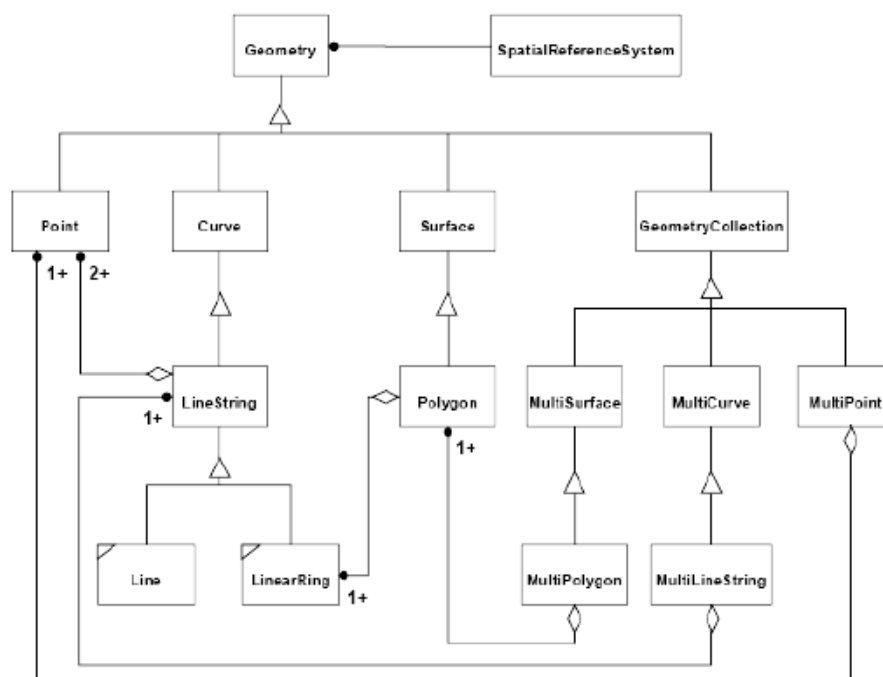 Geometry
SpatialReferenceSystem
Point
Curve
Surface
GeometryCollection
1+
2+
LineString
Polygon
MultiSurface
MultiCurve
MultiPoint
1+
1+
Line
LinearRing
1+
MultiPolygon
MultiLineString